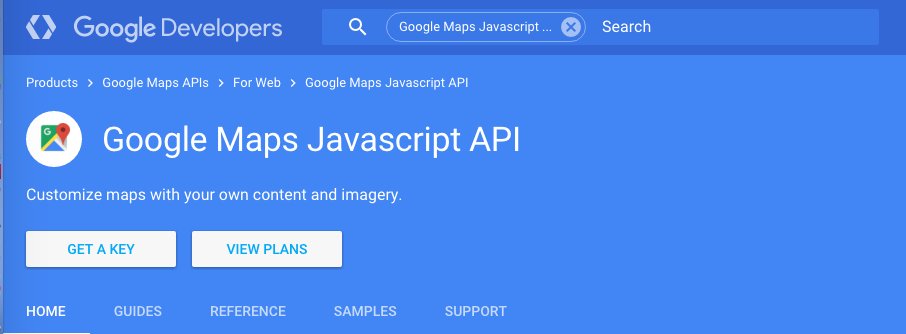 Google Developers Google Maps Javascript ... Search
Products > Google Maps APIs > For Web > Google Maps Javascript API
G
Google Maps Javascript API
Customize maps with your own content and imagery.
GET A KEY VIEW PLANS
HOME GUIDES REFERENCE SAMPLES SUPPORT